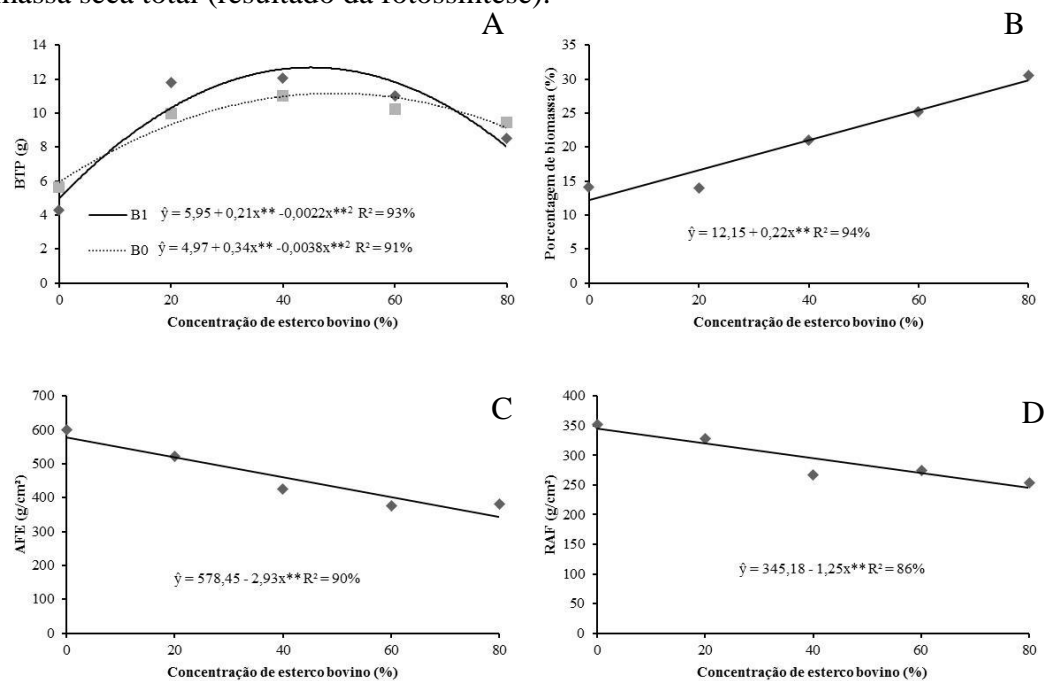 massa seca total (resultado da fotossíntese).
A
14
12
10
8
6
4
2
0
BTP (g)
B1 ŷ = 5,95 + 0,21x** -0,0022x**² R² = 93%
B0 ŷ = 4,97 + 0,34x** -0,0038x**² R² = 91%
0 20 40 60 80
Concentração de esterco bovino (%)
B
35
30
25
20
15
10
5
0
Porcentagem de biomassa (%)
ŷ = 12,15 + 0,22x** R² = 94%
0 20 40 60 80
Concentração de esterco bovino (%)
C
700
600
500
400
300
200
100
0
AFE (g/cm²)
ŷ = 578,45 - 2,93x** R² = 90%
0 20 40 60 80
Concentração de esterco bovino (%)
D
400
350
300
250
200
150
100
50
0
RAF (g/cm²)
ŷ = 345,18 - 1,25x** R² = 86%
0 20 40 60 80
Concentração de esterco bovino (%)